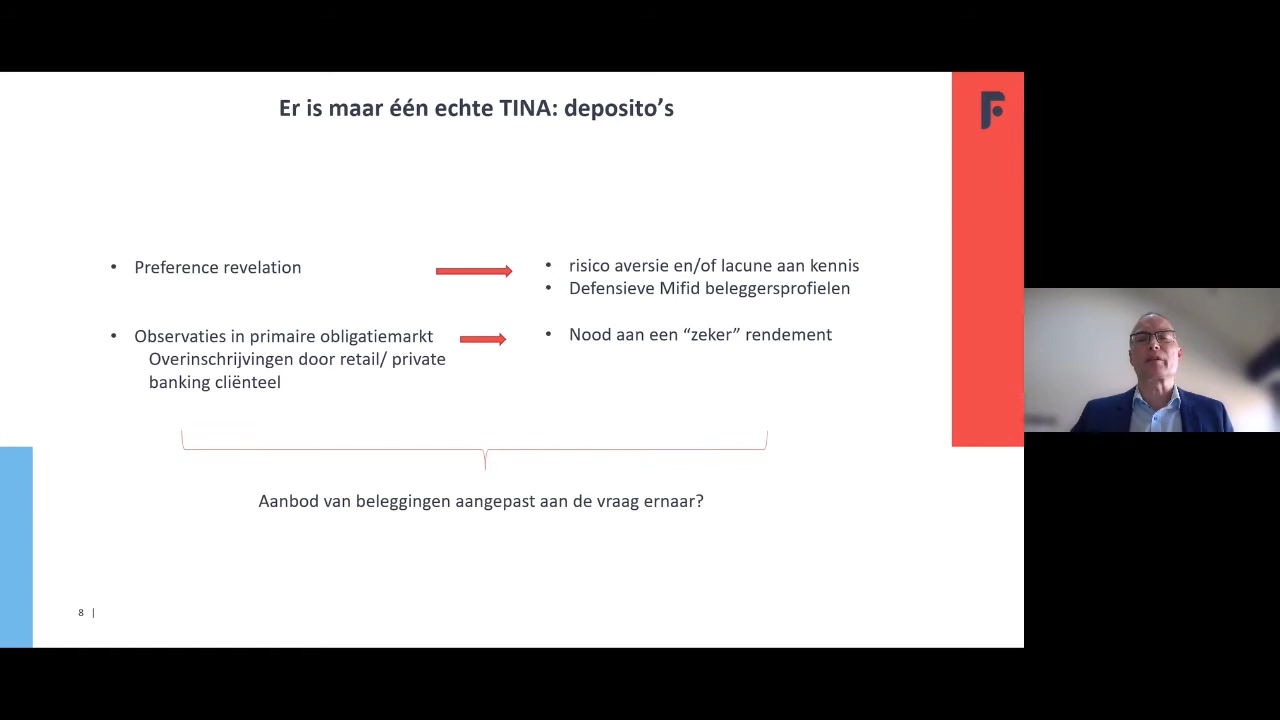 Er is maar één echte TINA: deposito's
• Preference revelation
• risico aversie en/of lacune aan kennis
• Defensieve Mifid beleggersprofielen
• Observaties in primaire obligatiemarkt
Overinschrijvingen door retail/ private
banking cliënteel
• Nood aan een “zeker” rendement
Aanbod van beleggingen aangepast aan de vraag ernaar?
8 |